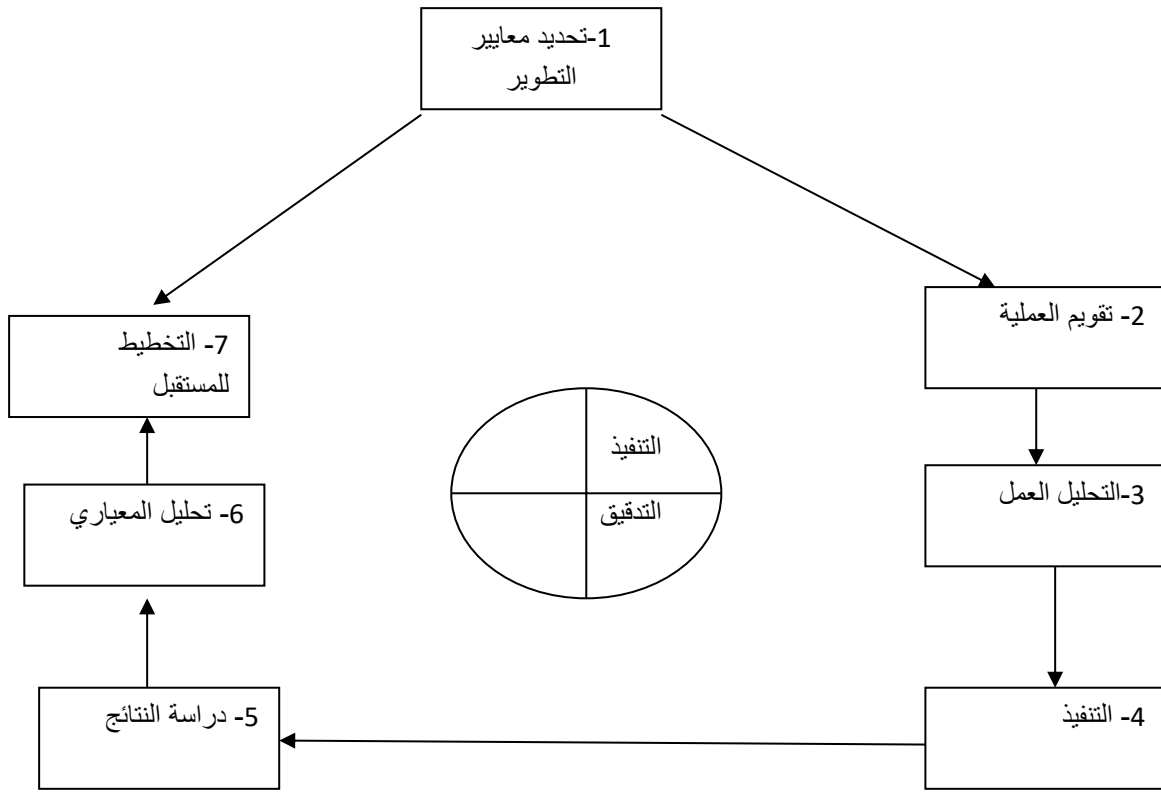 1-تحديد معايير
التطوير
2- تقويم العملية
3-التحليل العمل
4- التنفيذ
5- دراسة النتائج
6- تحليل المعياري
7- التخطيط
للمستقبل
التنفيذ
التدقيق